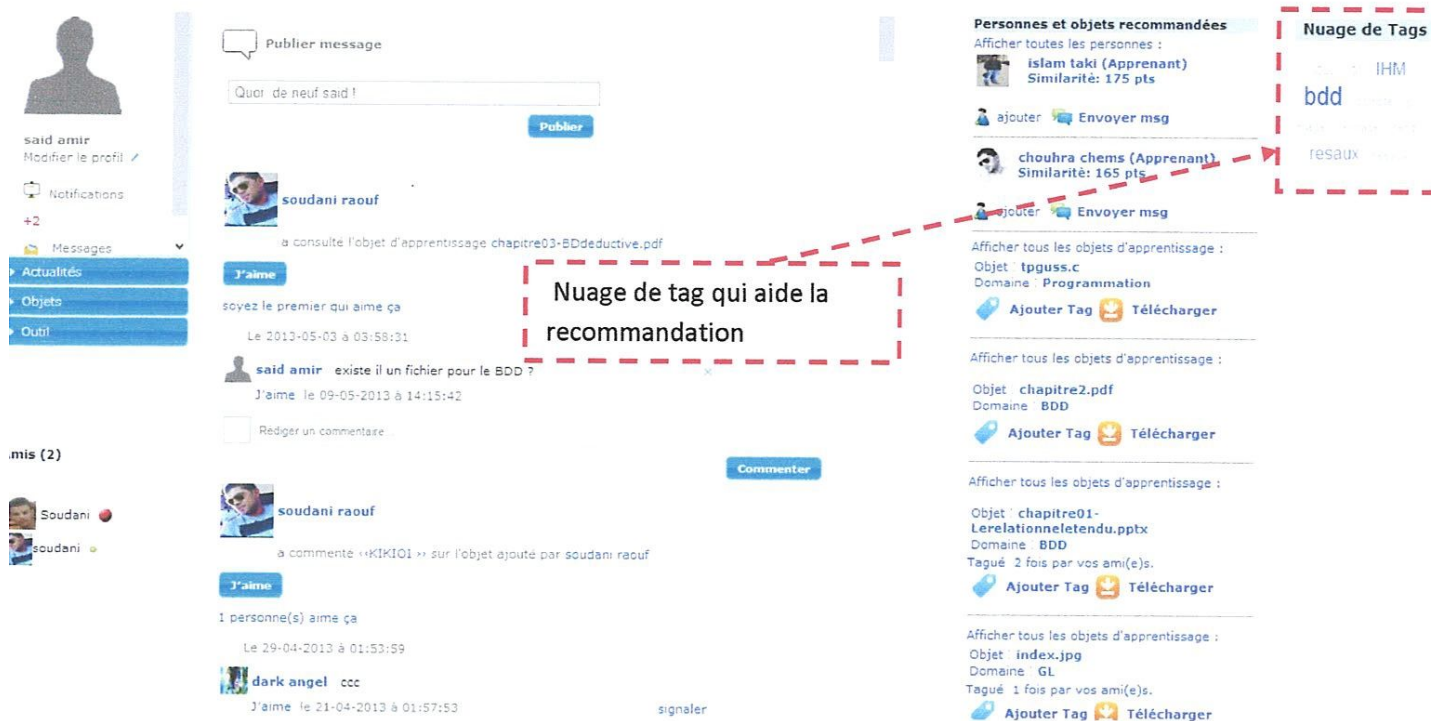 said amir
Modifier le profil
Notifications
+2
Messages
Actualités
Objets
Outil
mis (2)
Soudani
soudani
Publier message
Quoi de neuf said !
Publier
soudani raouf
a consulté l'objet d'apprentissage chapitre03-BDdeductive.pdf
J'aime
soyez le premier qui aime ça
Le 2013-05-03 à 03:58:31
said amir existe il un fichier pour le BDD ?
J'aime le 09-05-2013 à 14:15:42
Rediger un commentaire...
Commenter
soudani raouf
a commenté ‹‹KIKIO1 ›› sur l'objet ajouté par soudani raouf
J'aime
1 personne(s) aime ça
Le 29-04-2013 à 01:53:59
dark angel ccc
J'aime le 21-04-2013 à 01:57:53
signaler
Nuage de tag qui aide la
recommandation
Personnes et objets recommandées
Afficher toutes les personnes :
islam taki (Apprenant)
Similarité: 175 pts
ajouter Envoyer msg
chouhra chems (Apprenant)
Similarité: 165 pts
ajouter Envoyer msg
Afficher tous les objets d'apprentissage :
Objet : tpguss.c
Domaine : Programmation
Ajouter Tag Télécharger
Afficher tous les objets d'apprentissage :
Objet : chapitre2.pdf
Domaine : BDD
Ajouter Tag Télécharger
Afficher tous les objets d'apprentissage :
Objet : chapitre01-
Lerelationneletendu.pptx
Domaine : BDD
Tagué 2 fois par vos ami(e)s.
Ajouter Tag Télécharger
Afficher tous les objets d'apprentissage :
Objet : index.jpg
Domaine : GL
Tagué 1 fois par vos ami(e)s.
Ajouter Tag Télécharger
Nuage de Tags
IHM
bdd
resaux